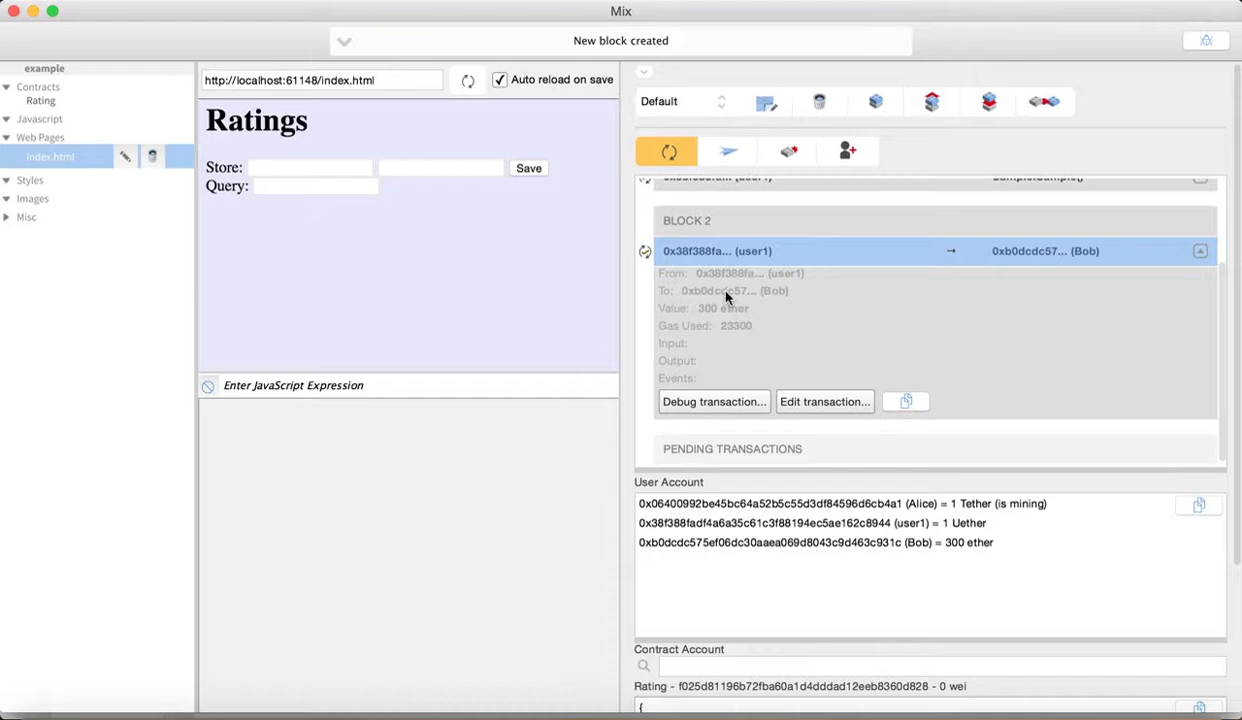 Mix
New block created
example
Contracts
Rating
Javascript
Web Pages
index.html
Styles
Images
Misc
http://localhost:61148/index.html
Auto reload on save
Ratings
Store:
Save
Query:
Enter JavaScript Expression
Default
BLOCK 2
0x38f388fa... (user1) → 0xb0dcdc57... (Bob)
From: 0x38f388fa... (user1)
To: 0xb0dcdc57... (Bob)
Value: 300 ether
Gas Used: 23300
Input:
Output:
Events:
Debug transaction... Edit transaction...
PENDING TRANSACTIONS
User Account
0x06400992be45bc64a52b5c55d3df84596d6cb4a1 (Alice) = 1 Tether (is mining)
0x38f388fadf4a6a35c61c3f88194ec5ae162c8944 (user1) = 1 Uether
0xb0dcdc575ef06dc30aaea069d8043c9d463c931c (Bob) = 300 ether
Contract Account
Rating - f025d81196b72fba60a1d4dddad12eeb8360d828 - 0 wei
{